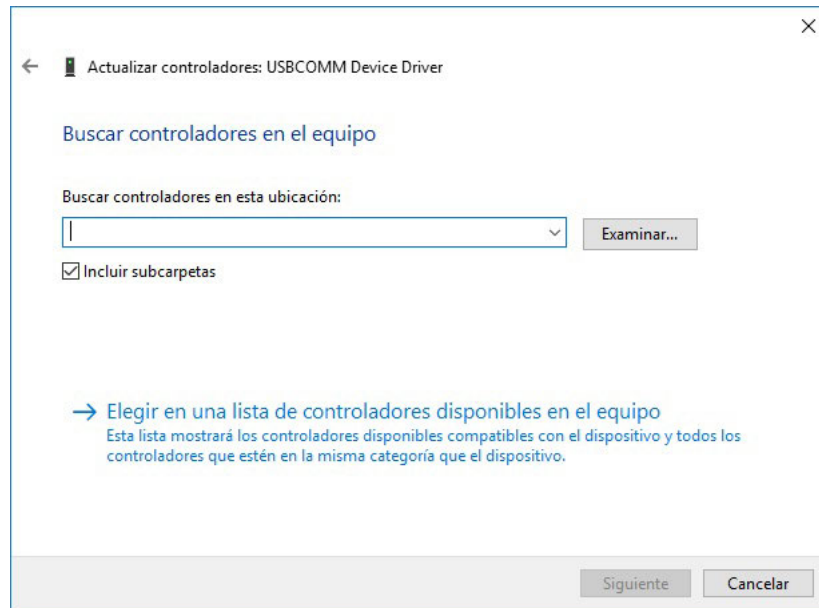 Actualizar controladores: USBCOMM Device Driver
Buscar controladores en el equipo
Buscar controladores en esta ubicación:
Examinar...
Incluir subcarpetas
Elegir en una lista de controladores disponibles en el equipo
Esta lista mostrará los controladores disponibles compatibles con el dispositivo y todos los
controladores que estén en la misma categoría que el dispositivo.
Siguiente
Cancelar